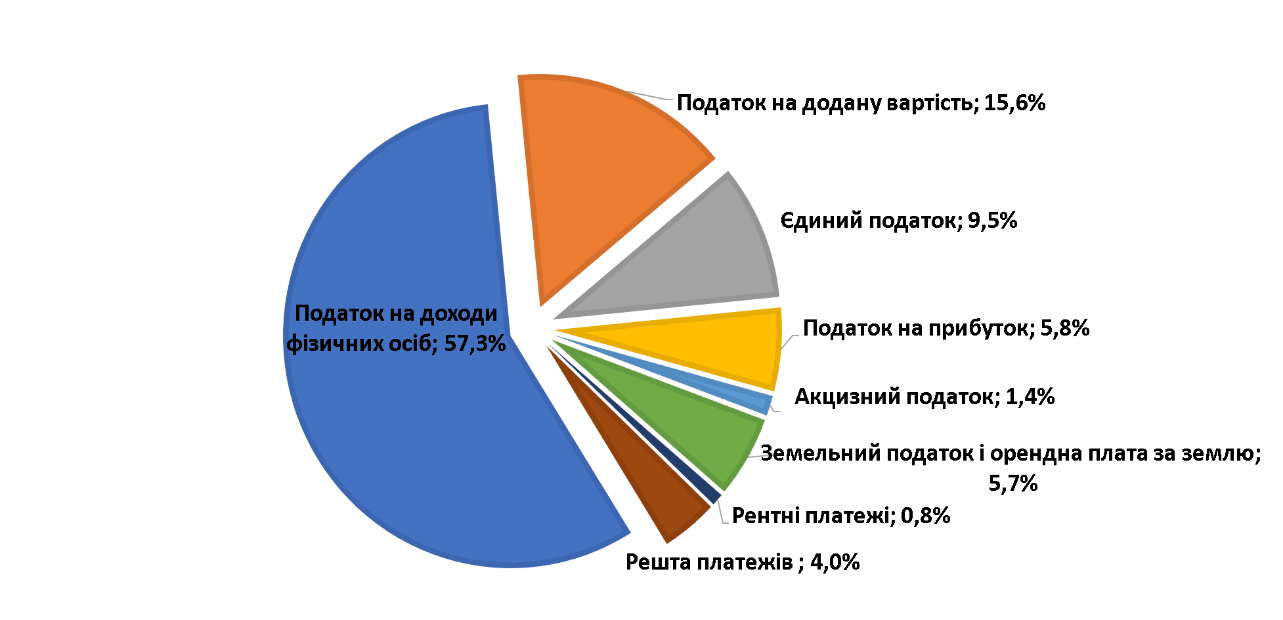 Податок на додану вартість; 15,6%
Єдиний податок; 9,5%
Податок на доходи
фізичних осіб; 57,3%
Податок на прибуток; 5,8%
Акцизний податок; 1,4%
Земельний податок і орендна плата за землю;
5,7%
Рентні платежі; 0,8%
Решта платежів ; 4,0%